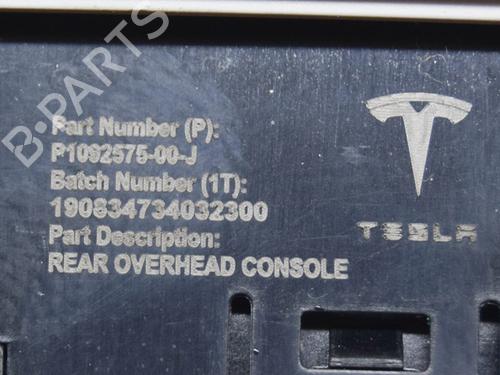 B-PARTS
Part Number (P):
P1092575-00-J
Batch Number (1T):
190834734032300
Part Description:
REAR OVERHEAD CONSOLE
TESLA